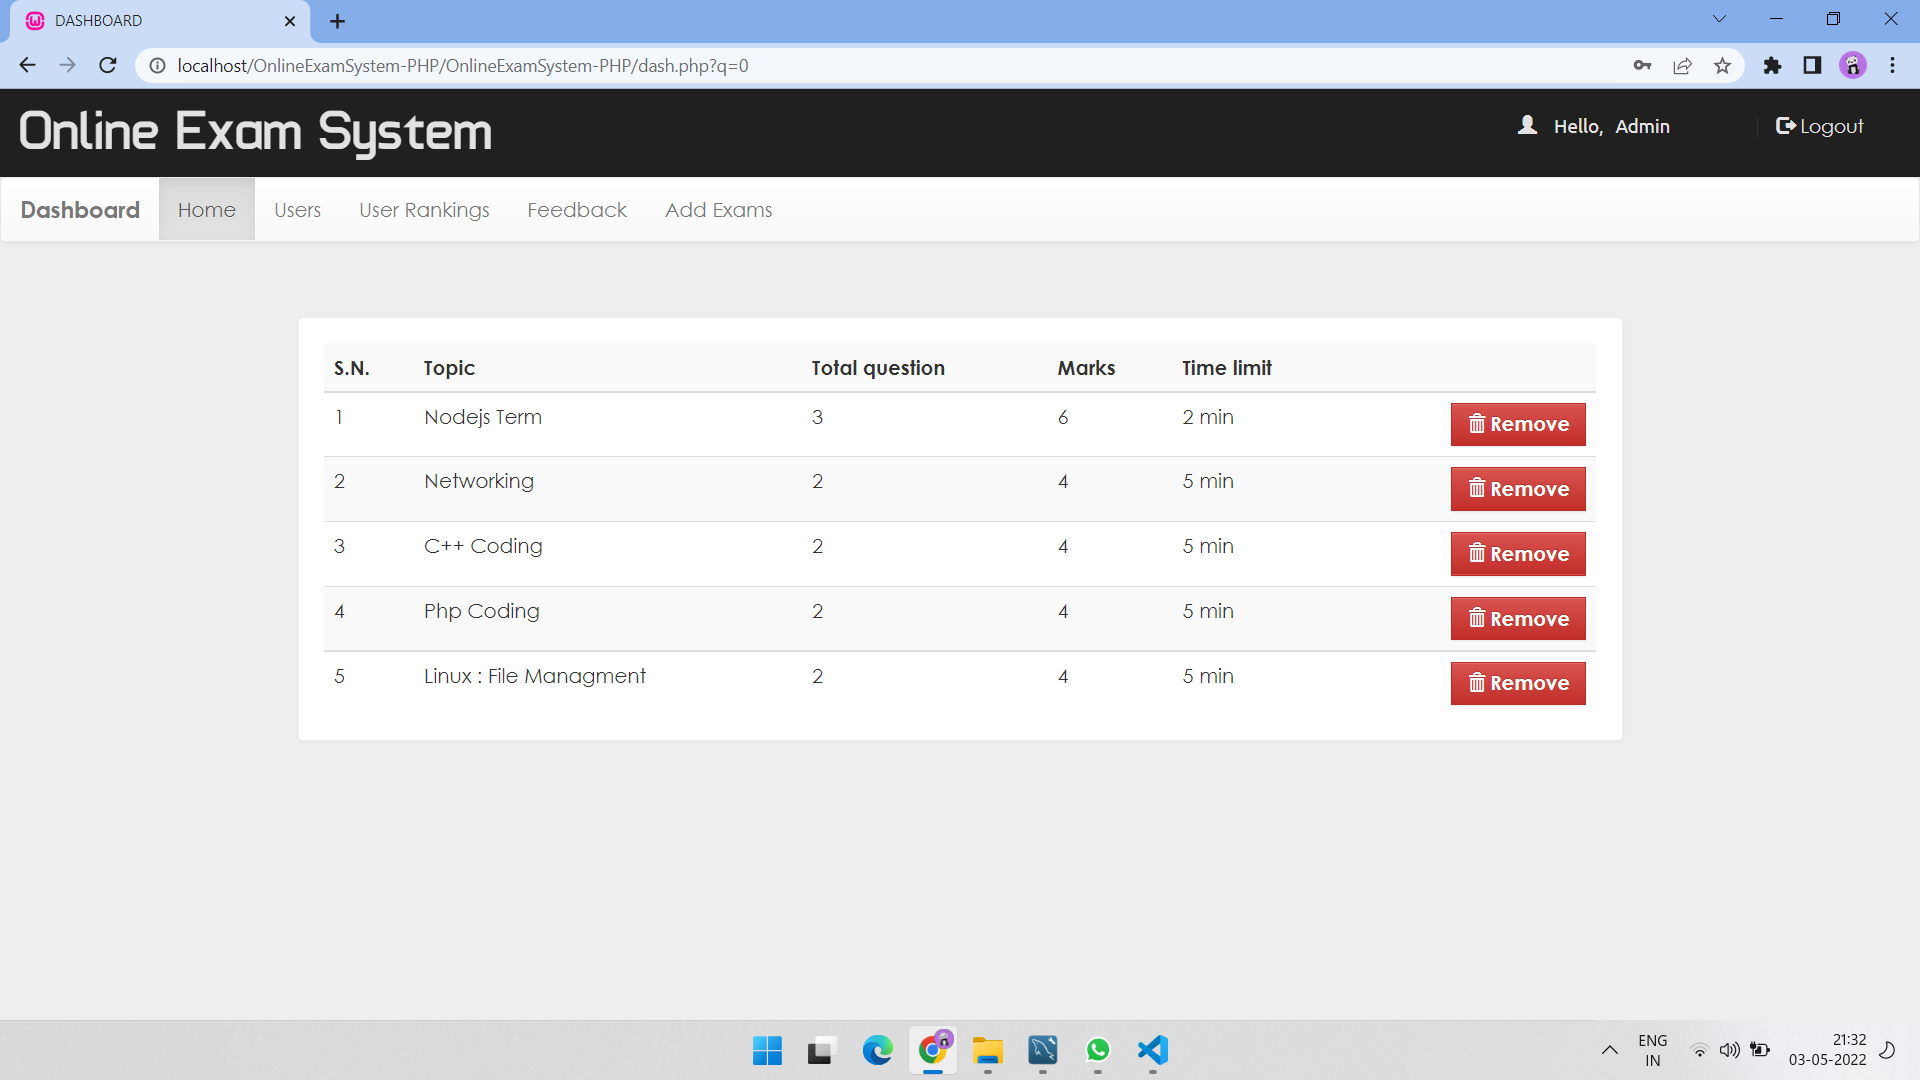 DASHBOARD
localhost/OnlineExamSystem-PHP/OnlineExamSystem-PHP/dash.php?q=0
Online Exam System
Hello, Admin
Logout
Dashboard Home Users User Rankings Feedback Add Exams
S.N. Topic Total question Marks Time limit
1 Nodejs Term 3 6 2 min Remove
2 Networking 2 4 5 min Remove
3 C++ Coding 2 4 5 min Remove
4 Php Coding 2 4 5 min Remove
5 Linux : File Managment 2 4 5 min Remove
ENG
IN
21:32
03-05-2022